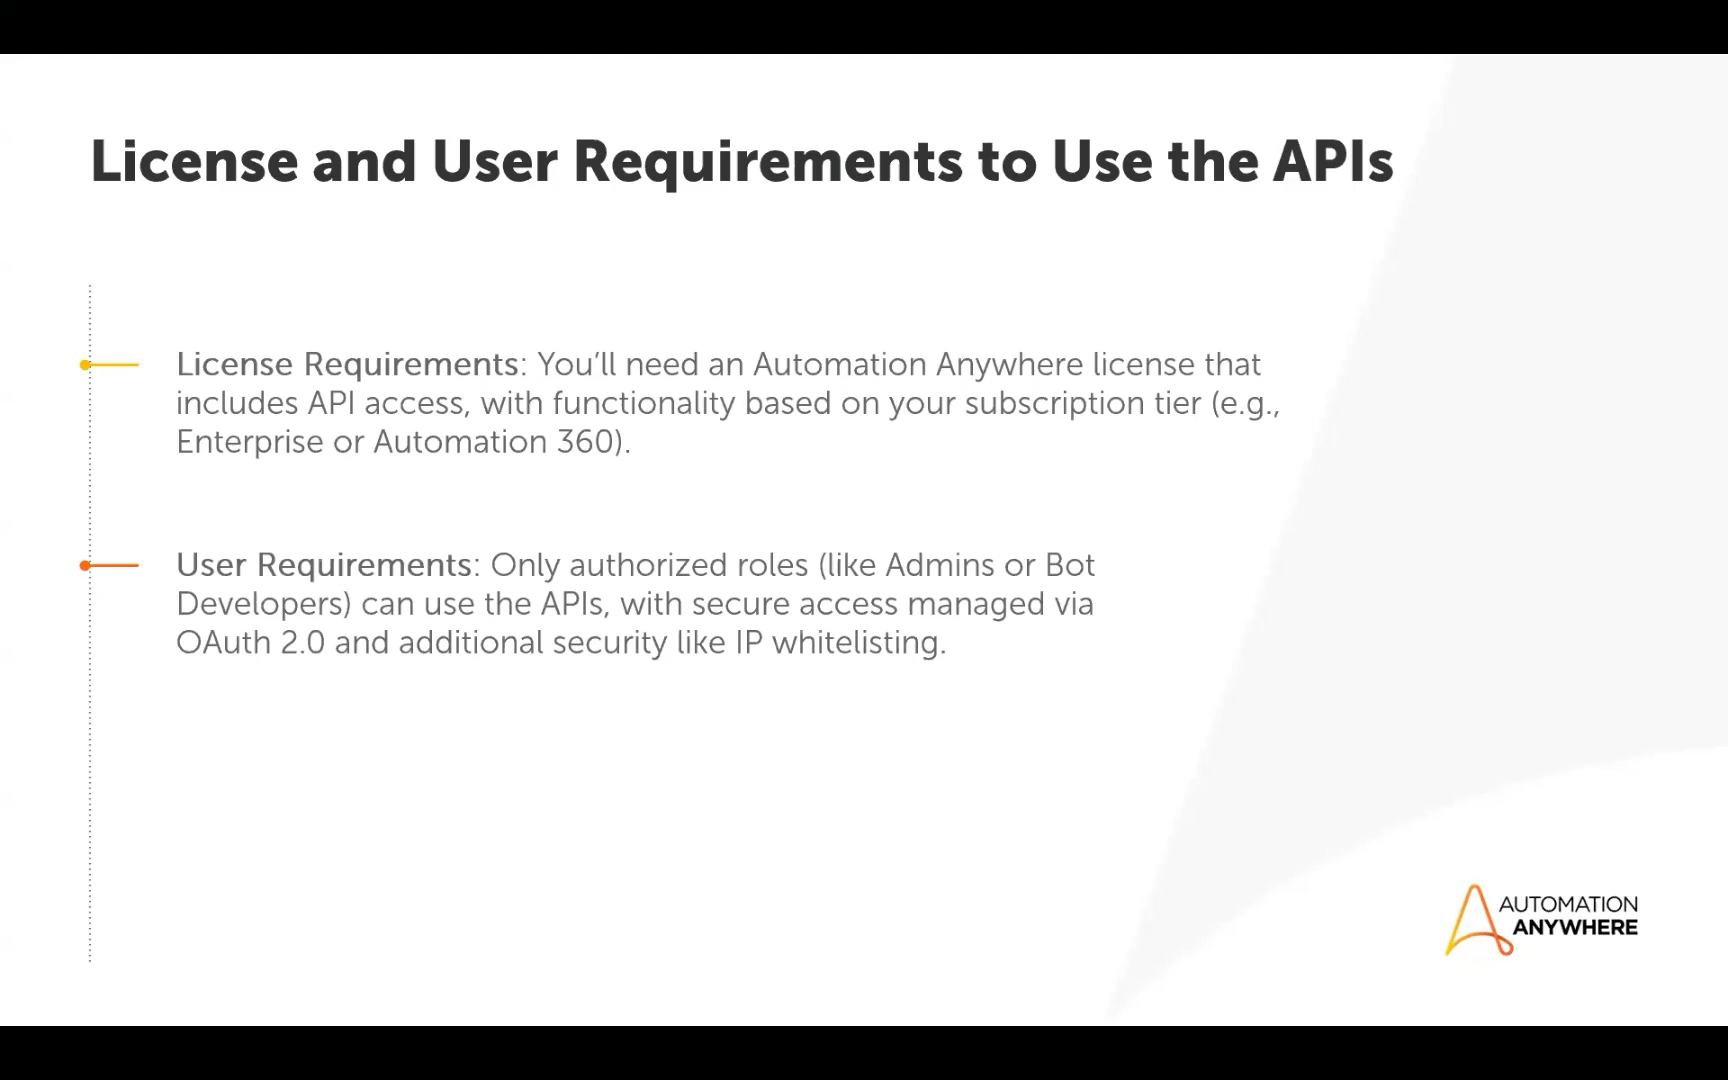 License and User Requirements to Use the APIs
License Requirements: You’ll need an Automation Anywhere license that
includes API access, with functionality based on your subscription tier (e.g.,
Enterprise or Automation 360).
User Requirements: Only authorized roles (like Admins or Bot
Developers) can use the APIs, with secure access managed via
OAuth 2.0 and additional security like IP whitelisting.
AUTOMATION
ANYWHERE